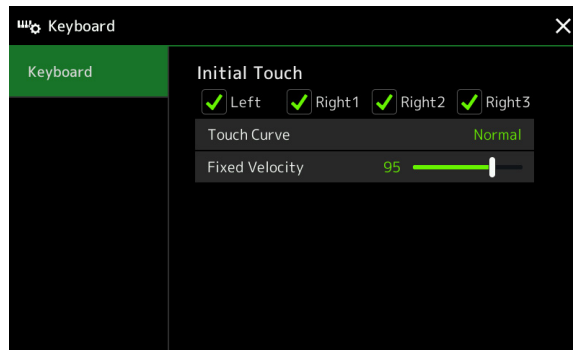 Keyboard
Keyboard
Initial Touch
Left Right1 Right2 Right3
Touch Curve Normal
Fixed Velocity 95